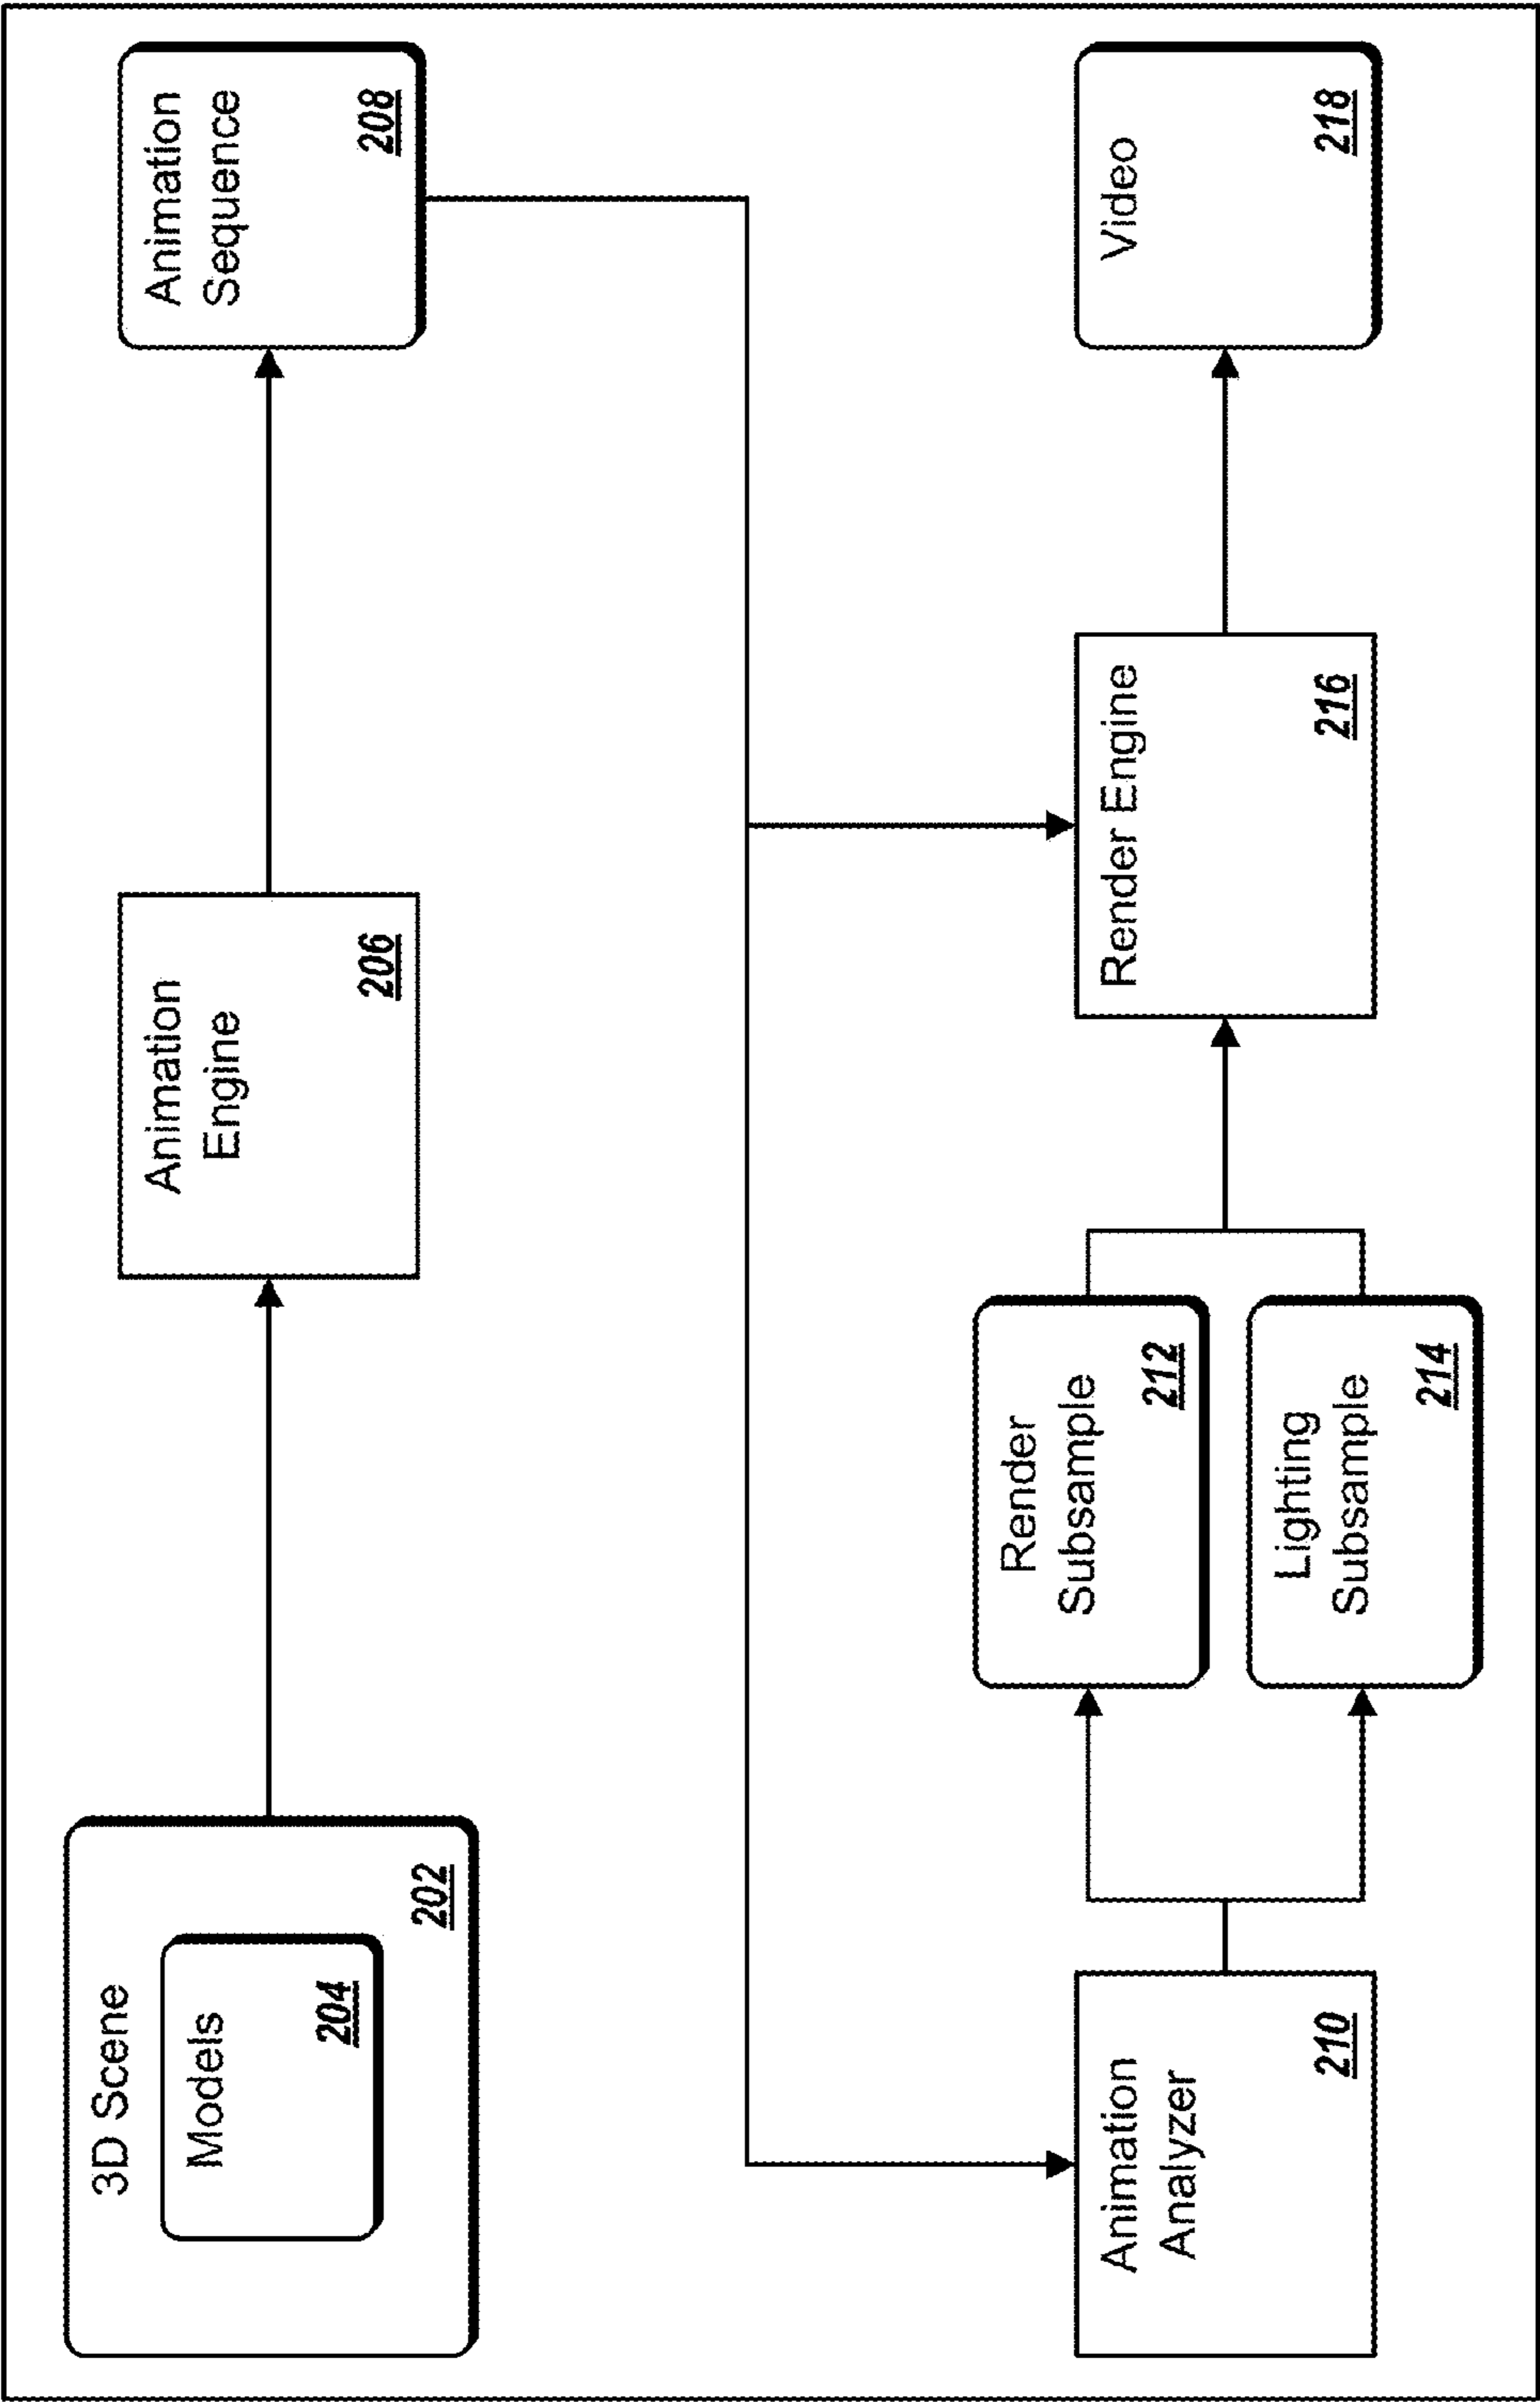 3D Scene
Models
204
202
Animation
Engine
206
Animation
Sequence
208
Animation
Analyzer
210
Render
Subsample
212
Lighting
Subsample
214
Render Engine
216
Video
218